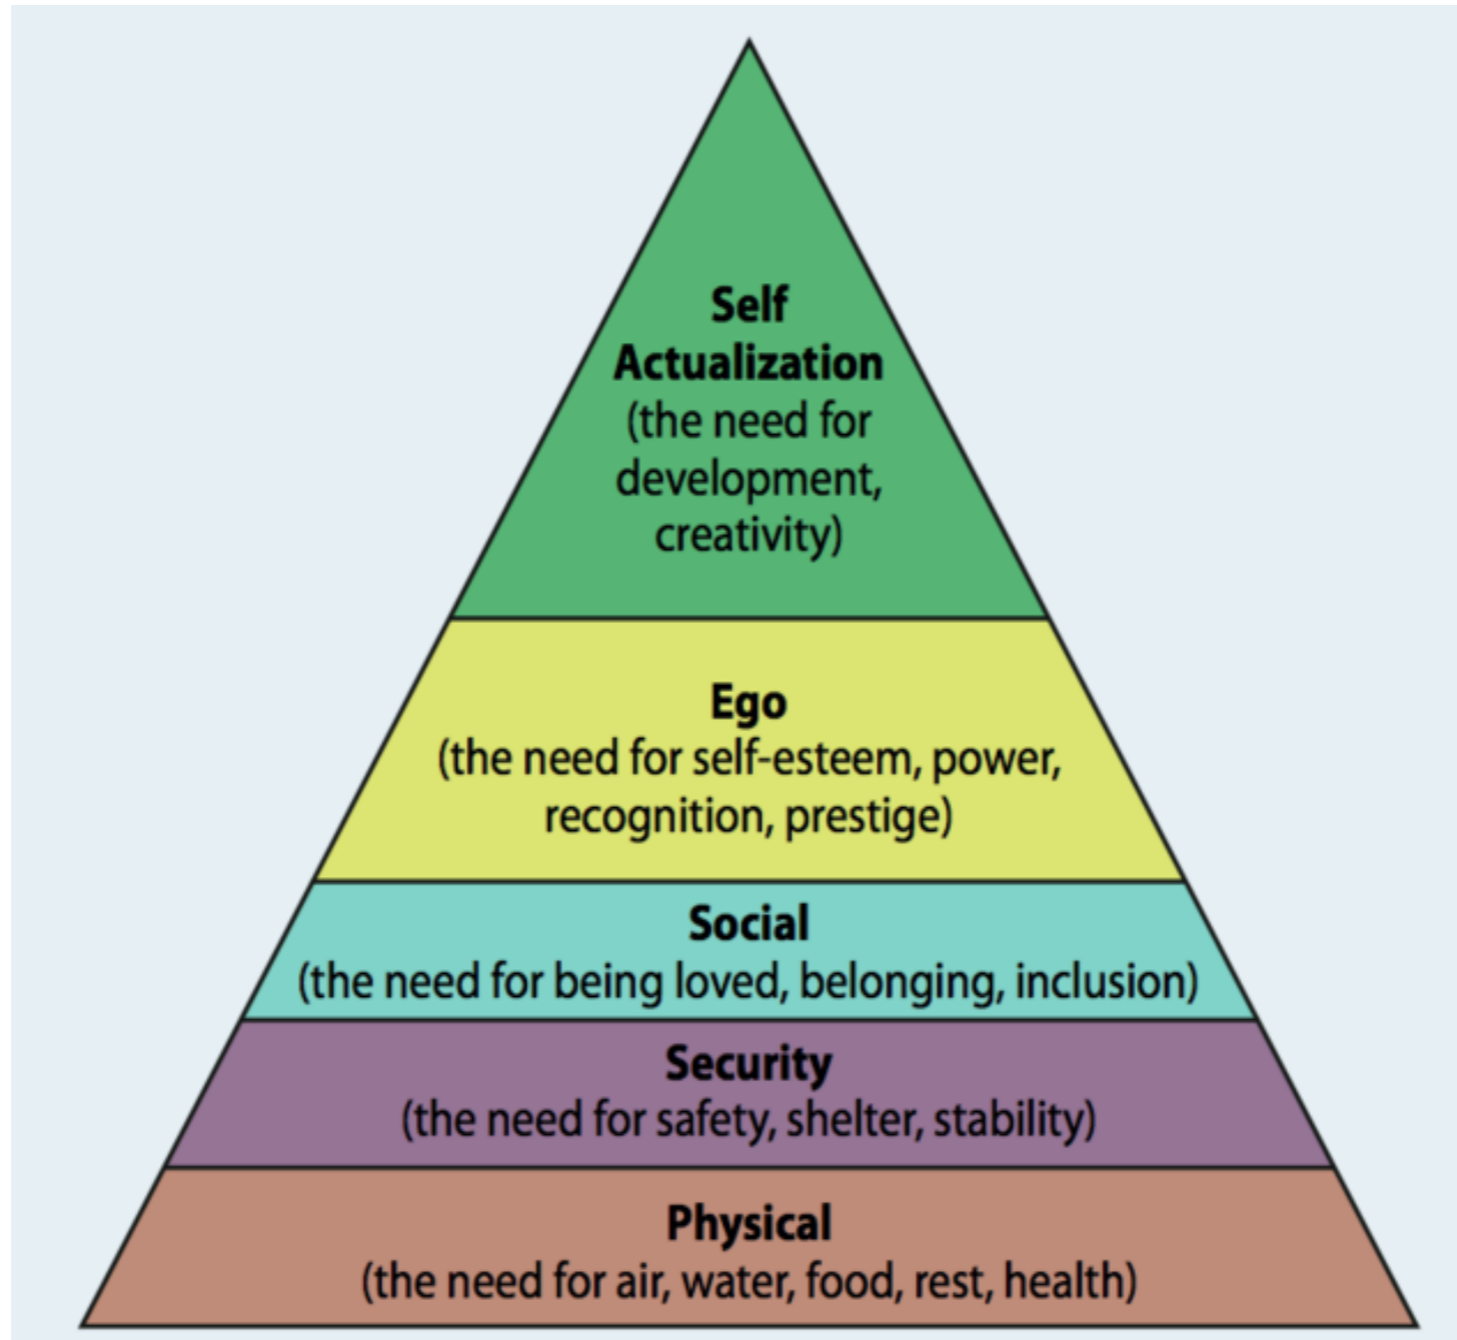 Self
Actualization
(the need for
development,
creativity)
Ego
(the need for self-esteem, power,
recognition, prestige)
Social
(the need for being loved, belonging, inclusion)
Security
(the need for safety, shelter, stability)
Physical
(the need for air, water, food, rest, health)